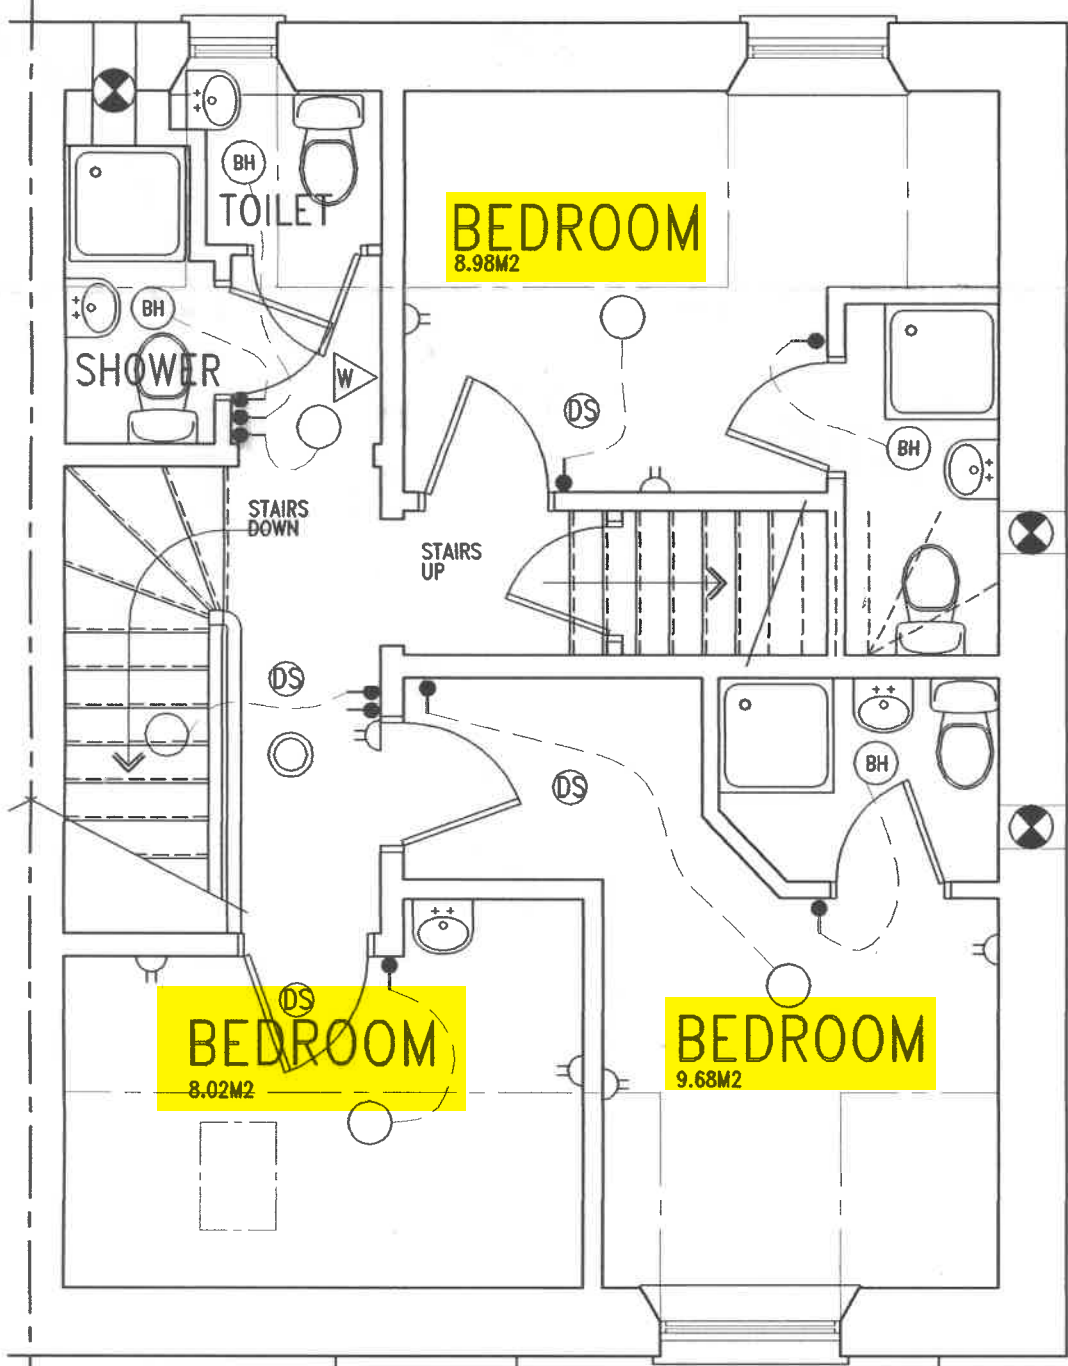 BH
TOILET
BEDROOM
8.98M2
BH
SHOWER
W
DS
BH
STAIRS
DOWN
STAIRS
UP
DS
DS
BH
DS
BEDROOM
8.02M2
BEDROOM
9.68M2